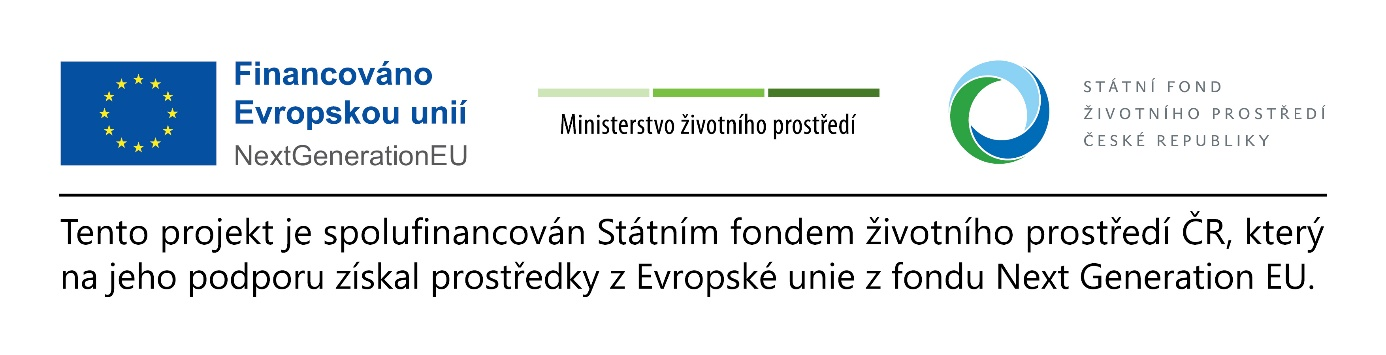 Financováno
Evropskou unií
NextGenerationEU
Ministerstvo životního prostředí
STÁTNÍ FOND
ŽIVOTNÍHO PROSTŘEDÍ
ČESKÉ REPUBLIKY
Tento projekt je spolufinancován Státním fondem životního prostředí ČR, který
na jeho podporu získal prostředky z Evropské unie z fondu Next Generation EU.